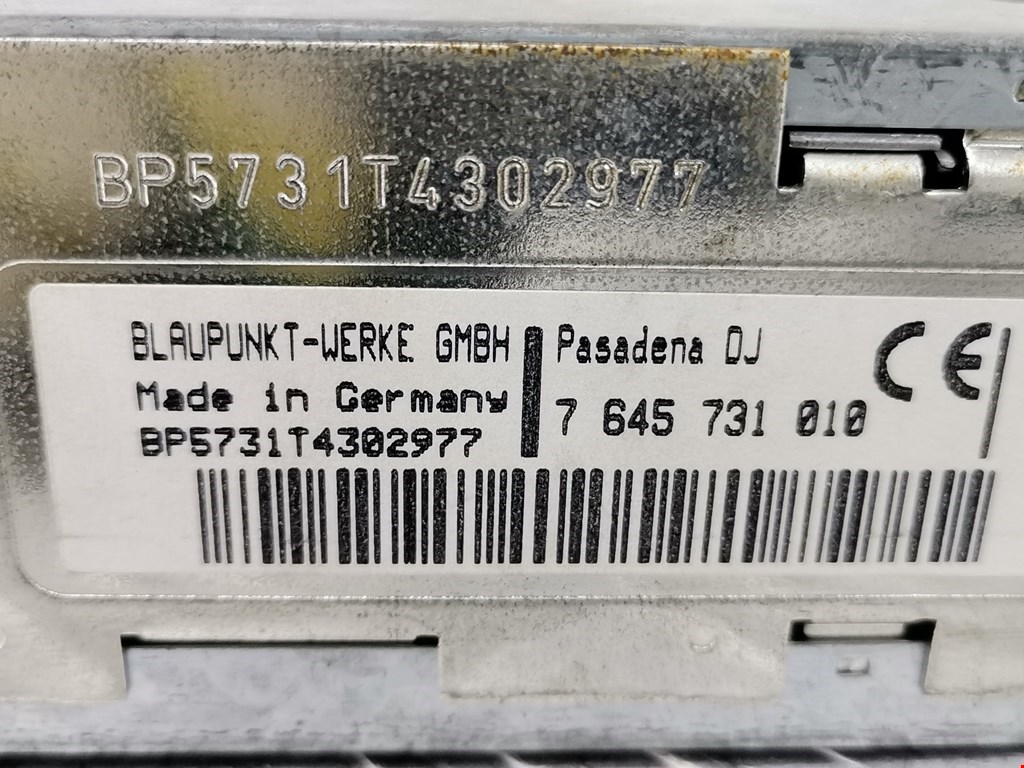 BP5731T4302977
BLAUPUNKT-WERKE GMBH
Made in Germany
BP5731T4302977
Pasadena DJ
7 645 731 010
CE